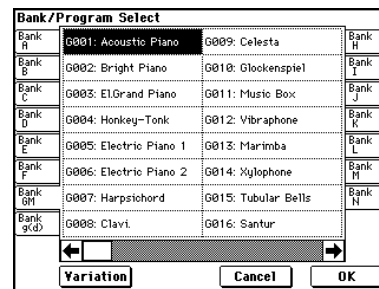 Bank/Program Select
Bank A
Bank B
Bank C
Bank D
Bank E
Bank F
Bank GM
Bank g(d)
G001: Acoustic Piano
G002: Bright Piano
G003: El.Grand Piano
G004: Honkey-Tonk
G005: Electric Piano 1
G006: Electric Piano 2
G007: Harpsichord
G008: Clavi.
G009: Celesta
G010: Glockenspiel
G011: Music Box
G012: Vibraphone
G013: Marimba
G014: Xylophone
G015: Tubular Bells
G016: Santur
Bank H
Bank I
Bank J
Bank K
Bank L
Bank M
Bank N
Variation
Cancel
OK